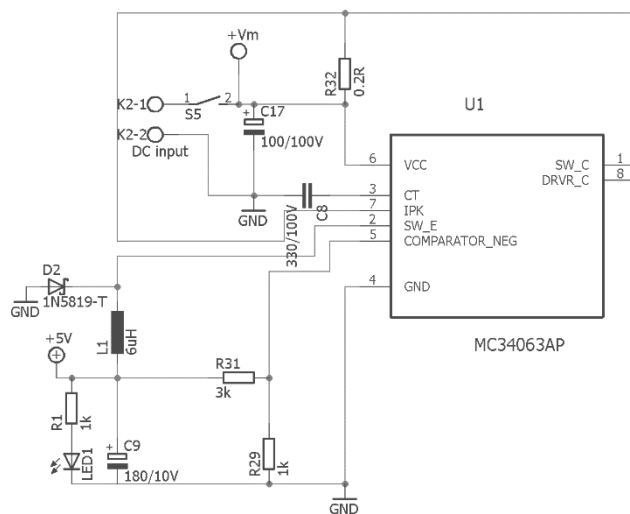 +Vm
R32
0.2R
U1
K2-1
1
2
S5
C17
K2-2
DC input
100/100V
6
VCC
SW_C
1
DRVR_C
8
3
CT
7
IPK
2
SW_E
5
COMPARATOR_NEG
GND
C8
330/100V
D2
1N5819-T
GND
4
GND
L1
6uH
MC34063AP
+5V
R31
3k
R1
1k
C9
LED1
180/10V
R29
1k
GND
+
+